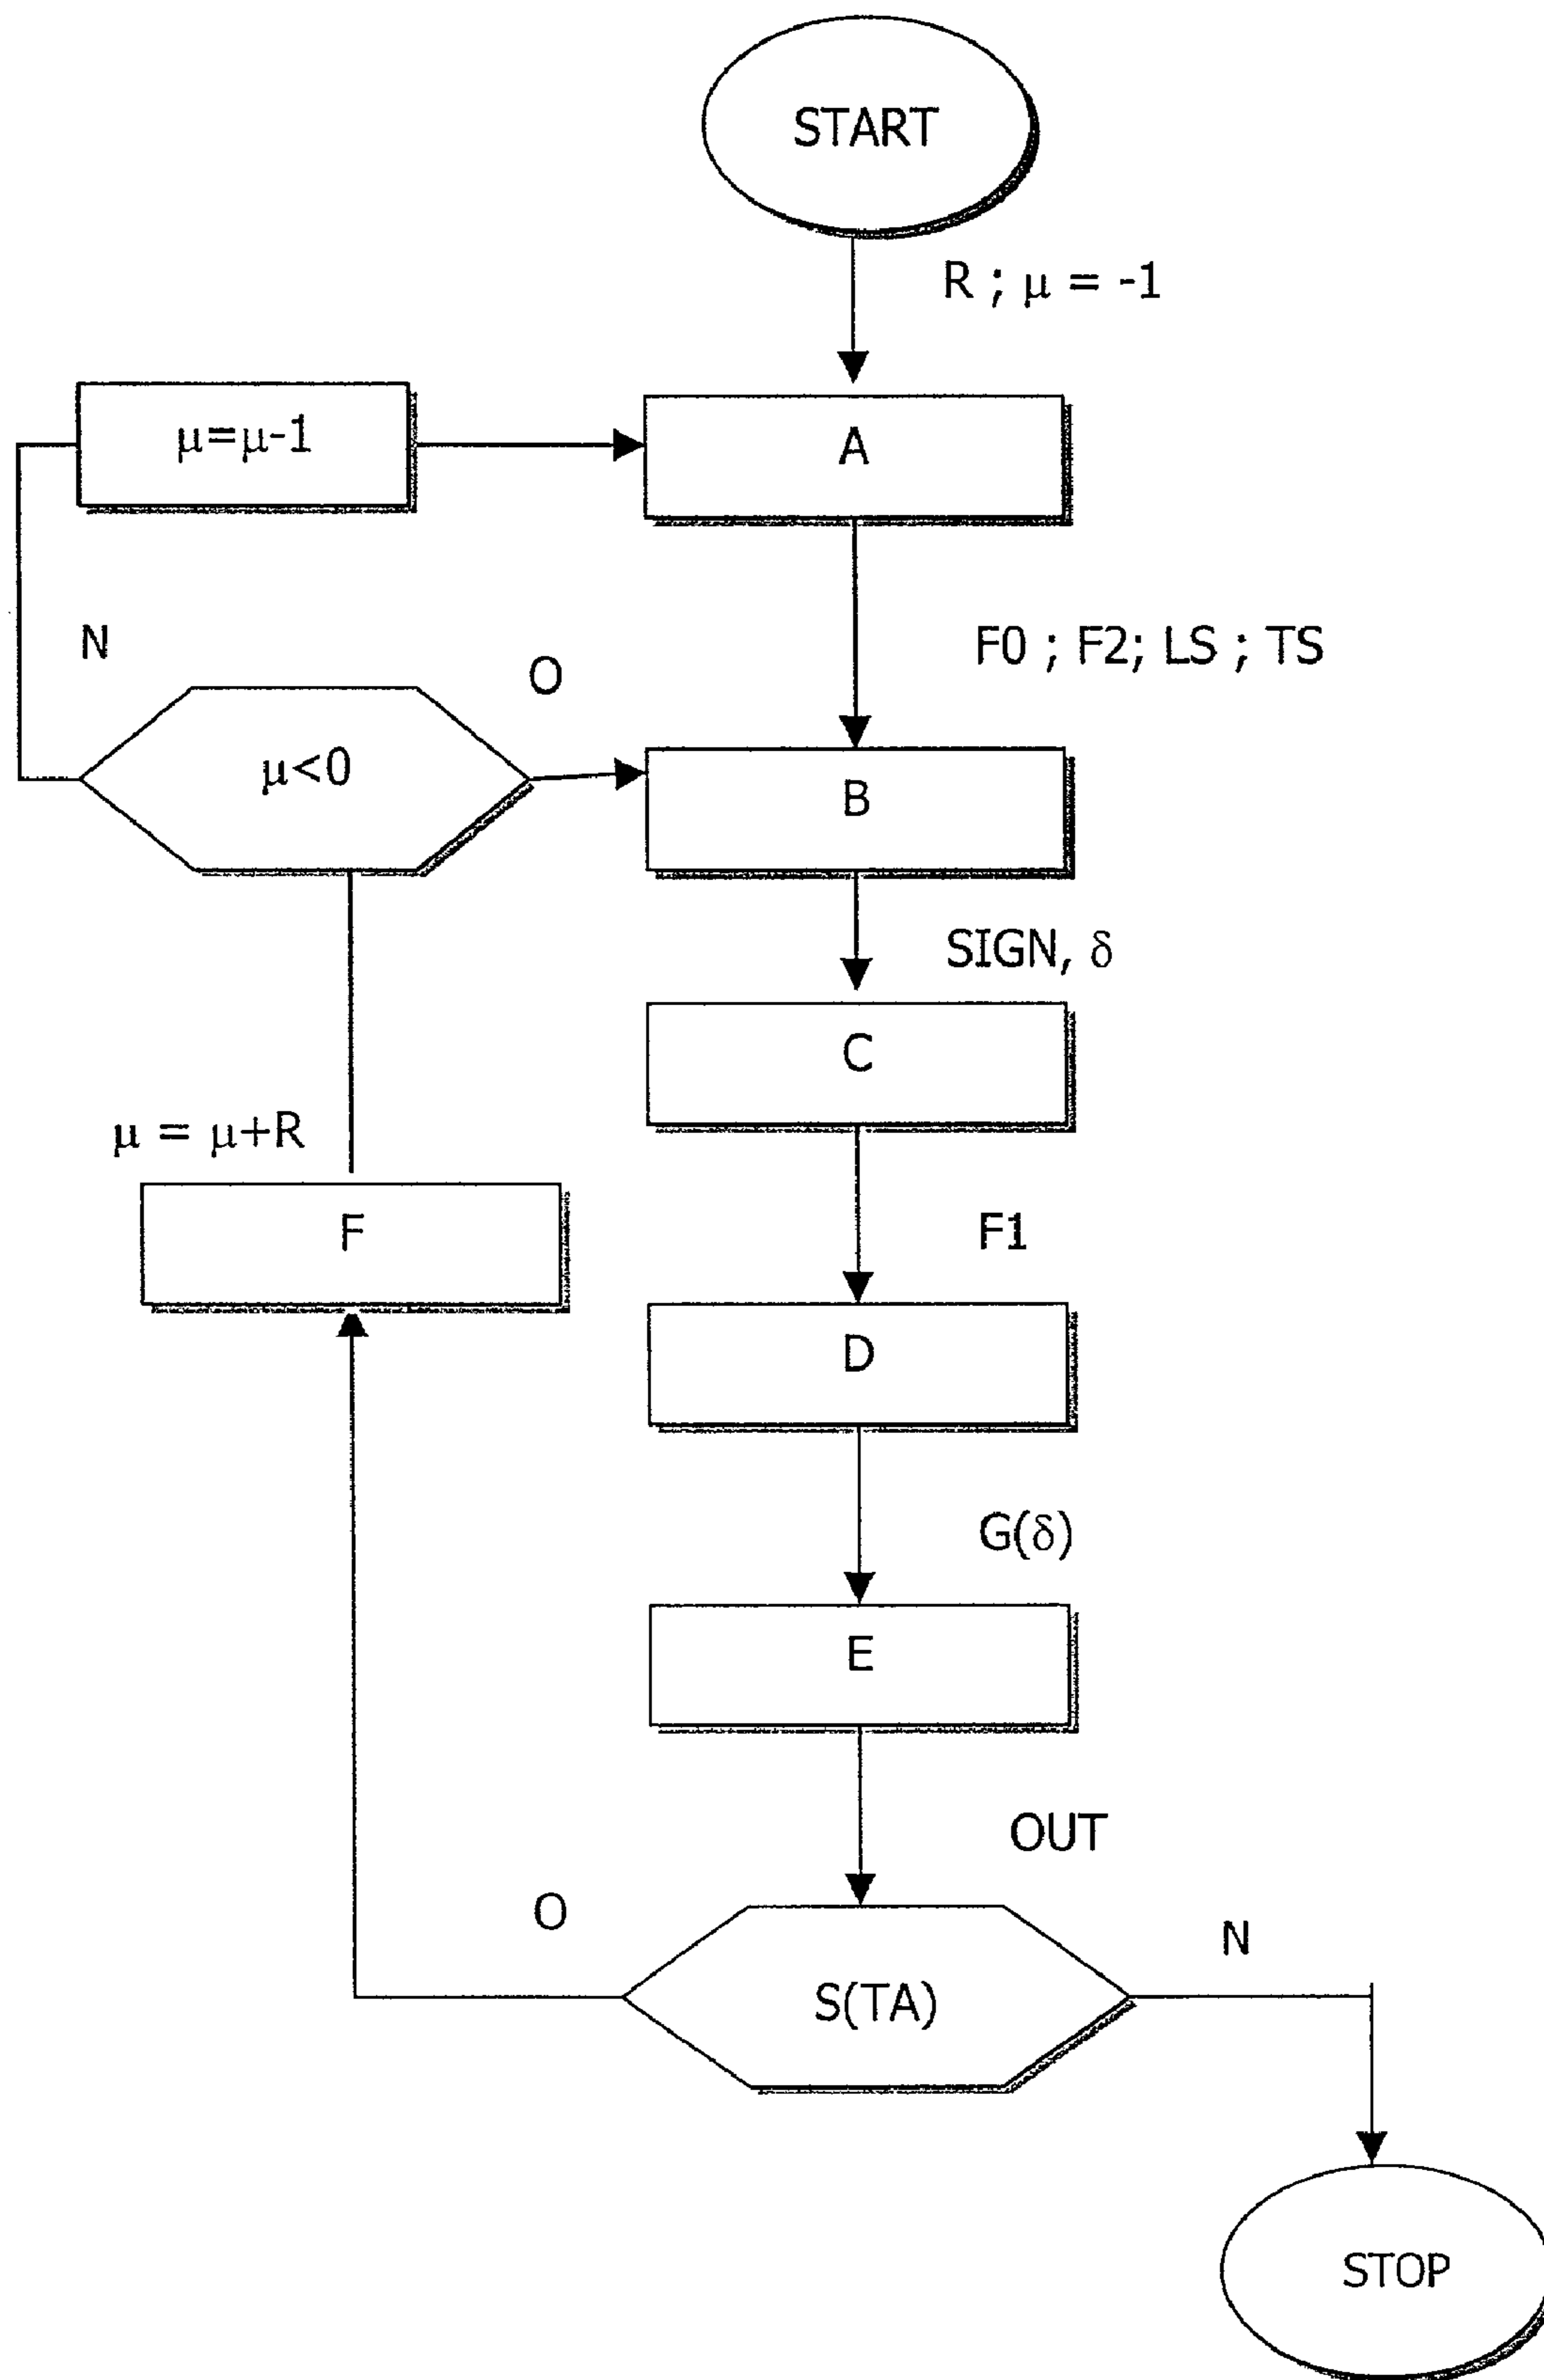 START
R ; μ = -1
μ=μ-1
A
N
F0 ; F2; LS ; TS
O
μ<0
B
SIGN, δ
C
μ = μ+R
F
F1
D
G(δ)
E
OUT
O
N
S(TA)
STOP